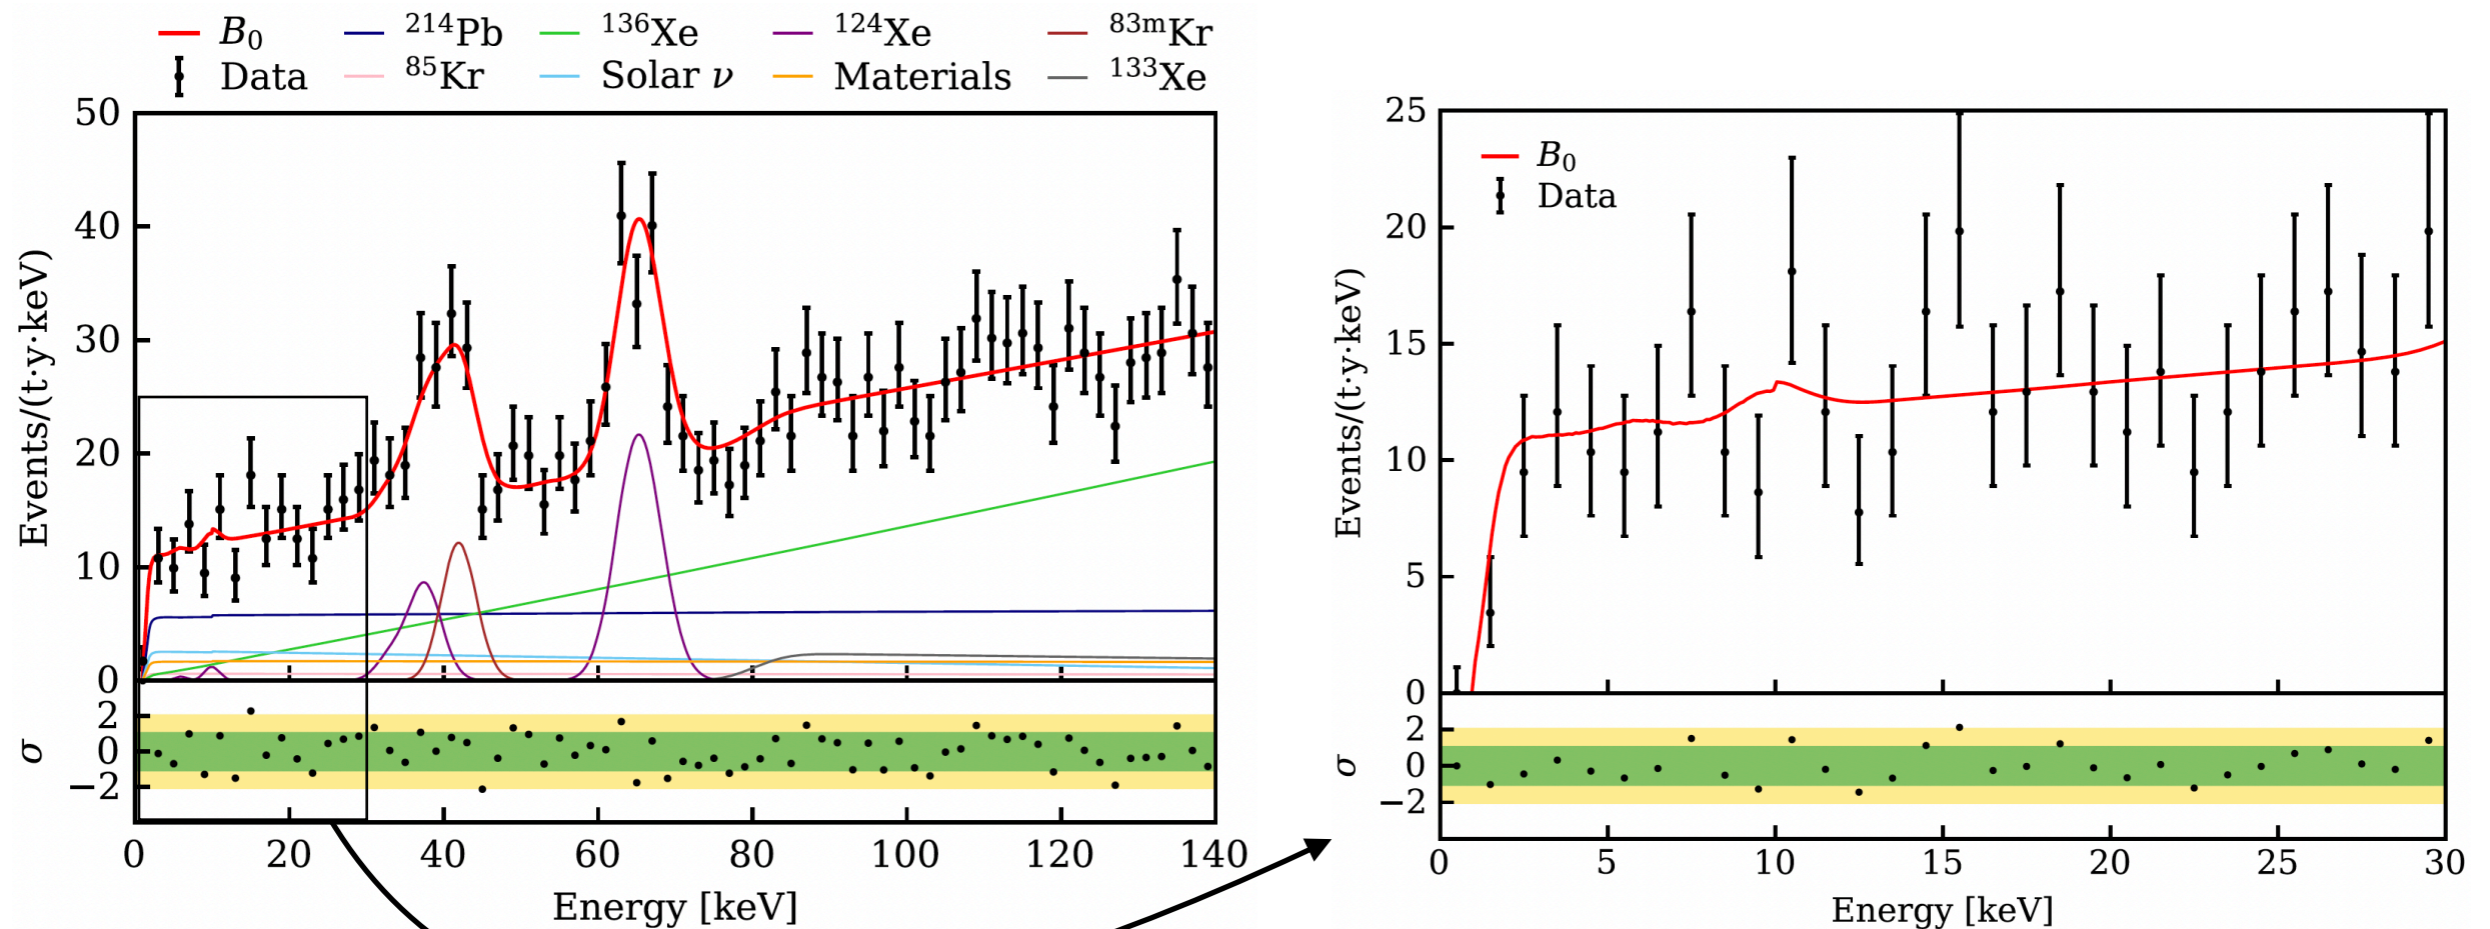 B₀ ²¹⁴Pb ¹³⁶Xe ¹²⁴Xe ⁸³ᵐKr
Data ⁸⁵Kr Solar ν Materials ¹³³Xe
50
40
30
20
10
0
Events/(t·y·keV)
2
0
−2
σ
0 20 40 60 80 100 120 140
Energy [keV]
B₀
Data
25
20
15
10
5
0
Events/(t·y·keV)
2
0
−2
σ
0 5 10 15 20 25 30
Energy [keV]